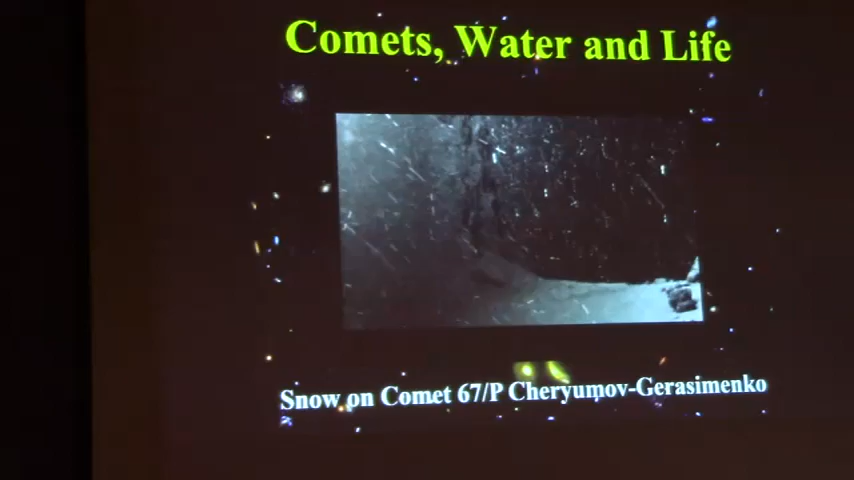 Comets, Water and Life
Snow on Comet 67/P Cheryumov-Gerasimenko